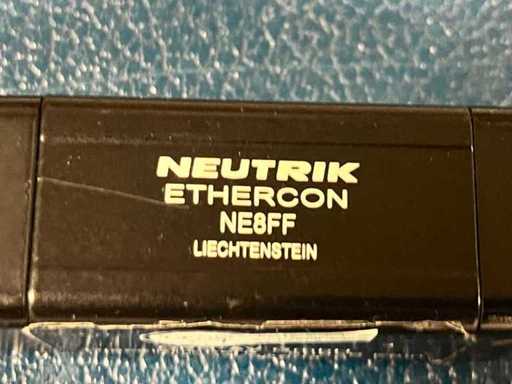 NEUTRIK
ETHERCON
NE8FF
LIECHTENSTEIN